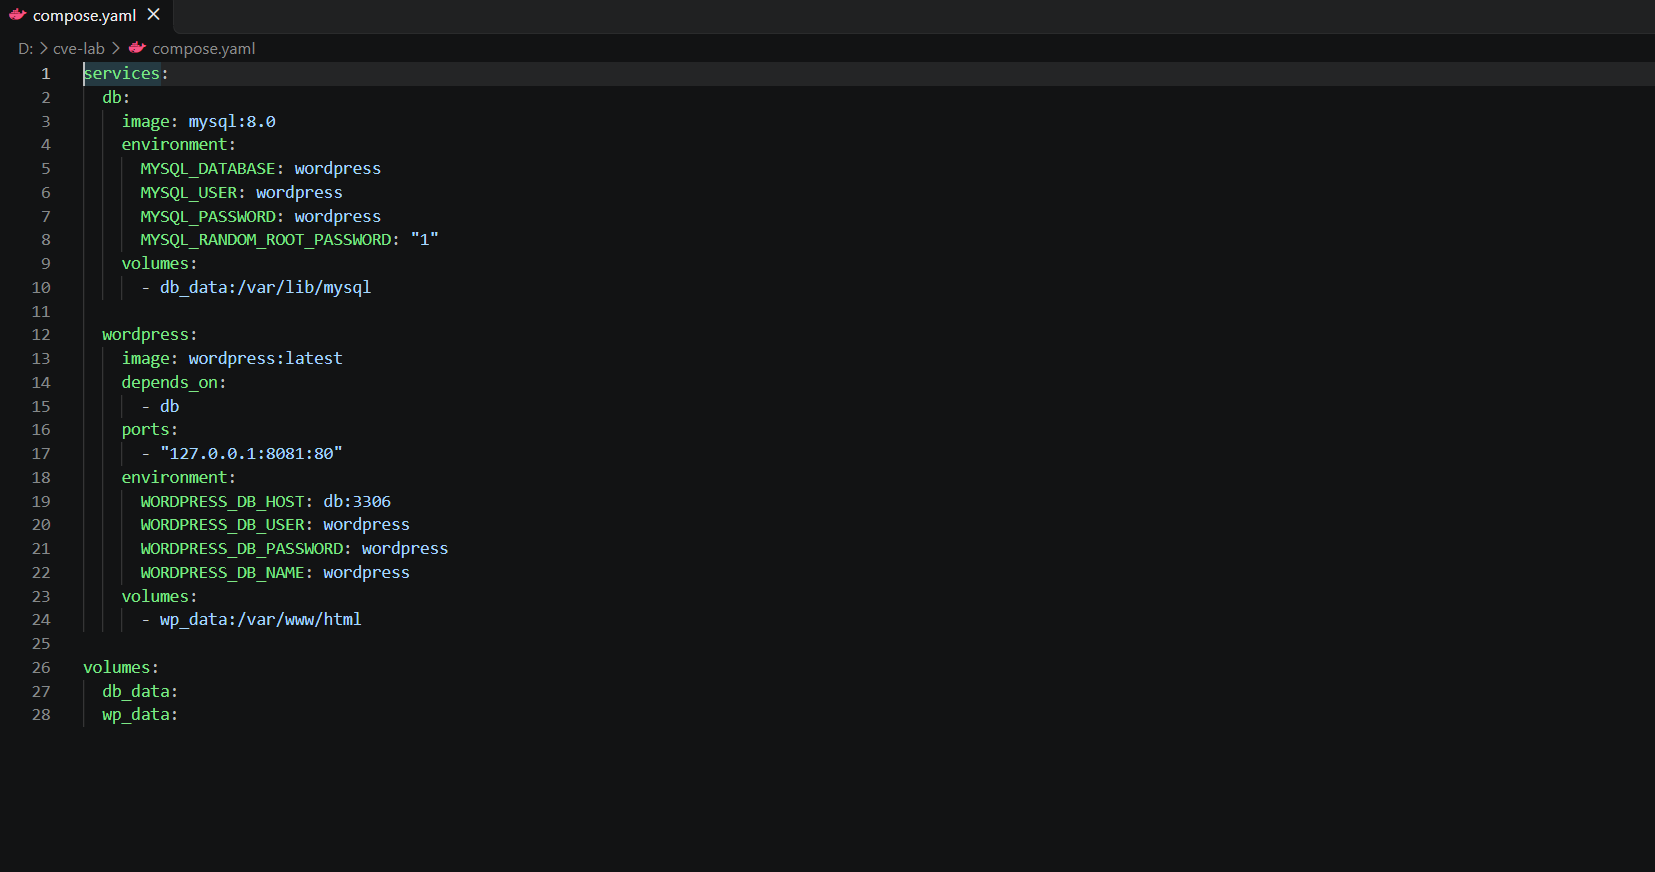 compose.yaml
D: > cve-lab > compose.yaml
1 services:
2   db:
3     image: mysql:8.0
4     environment:
5       MYSQL_DATABASE: wordpress
6       MYSQL_USER: wordpress
7       MYSQL_PASSWORD: wordpress
8       MYSQL_RANDOM_ROOT_PASSWORD: "1"
9     volumes:
10       - db_data:/var/lib/mysql
11
12   wordpress:
13     image: wordpress:latest
14     depends_on:
15       - db
16     ports:
17       - "127.0.0.1:8081:80"
18     environment:
19       WORDPRESS_DB_HOST: db:3306
20       WORDPRESS_DB_USER: wordpress
21       WORDPRESS_DB_PASSWORD: wordpress
22       WORDPRESS_DB_NAME: wordpress
23     volumes:
24       - wp_data:/var/www/html
25
26 volumes:
27   db_data:
28   wp_data: